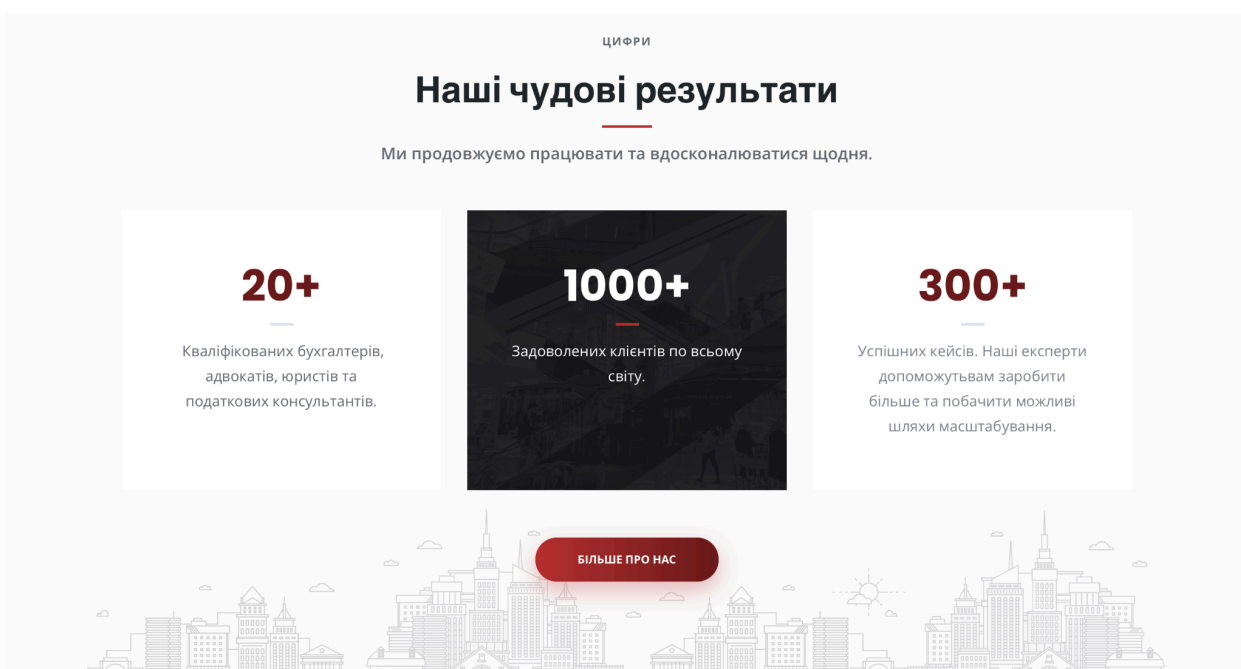 ЦИФРИ
Наші чудові результати
Ми продовжуємо працювати та вдосконалюватися щодня.
20+
Кваліфікованих бухгалтерів,
адвокатів, юристів та
податкових консультантів.
1000+
Задоволених клієнтів по всьому
світу.
300+
Успішних кейсів. Наші експерти
допоможутьвам заробити
більше та побачити можливі
шляхи масштабування.
БІЛЬШЕ ПРО НАС